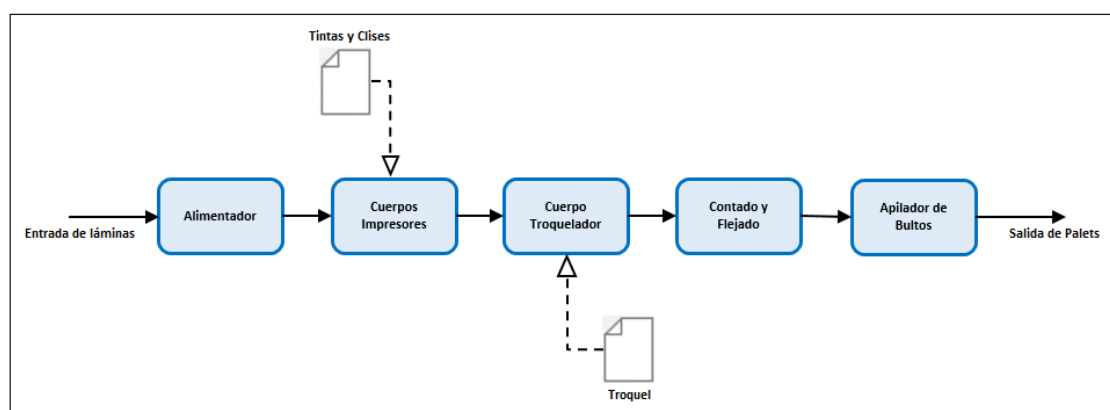 Tintas y Clises
Alimentador
Cuerpos
Impresores
Cuerpo
Troquelador
Contado y
Flejado
Apilador de
Bultos
Entrada de láminas
Salida de Palets
Troquel